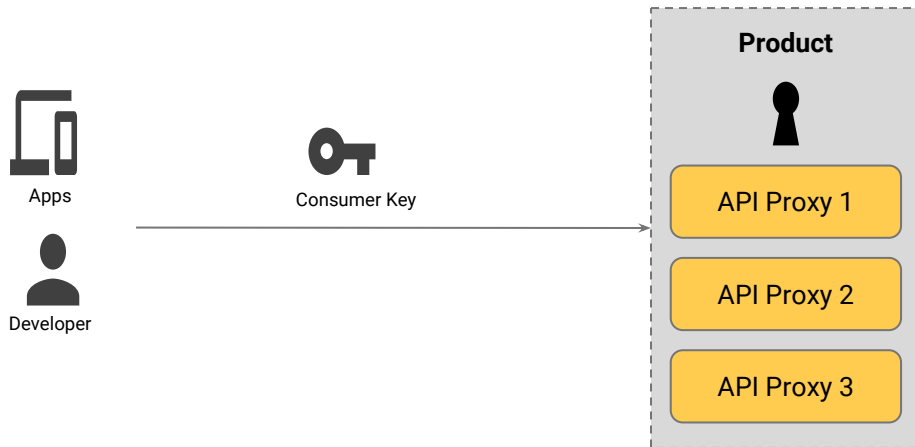 Apps
Developer
Consumer Key
Product
API Proxy 1
API Proxy 2
API Proxy 3